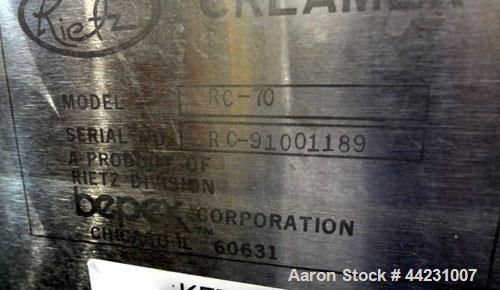 Rietz CREAMER
MODEL RC-70
SERIAL NO. RC-91001189
A PRODUCT OF
RIETZ DIVISION
bepex™ CORPORATION
CHICAGO IL 60631
Aaron Stock # 44231007